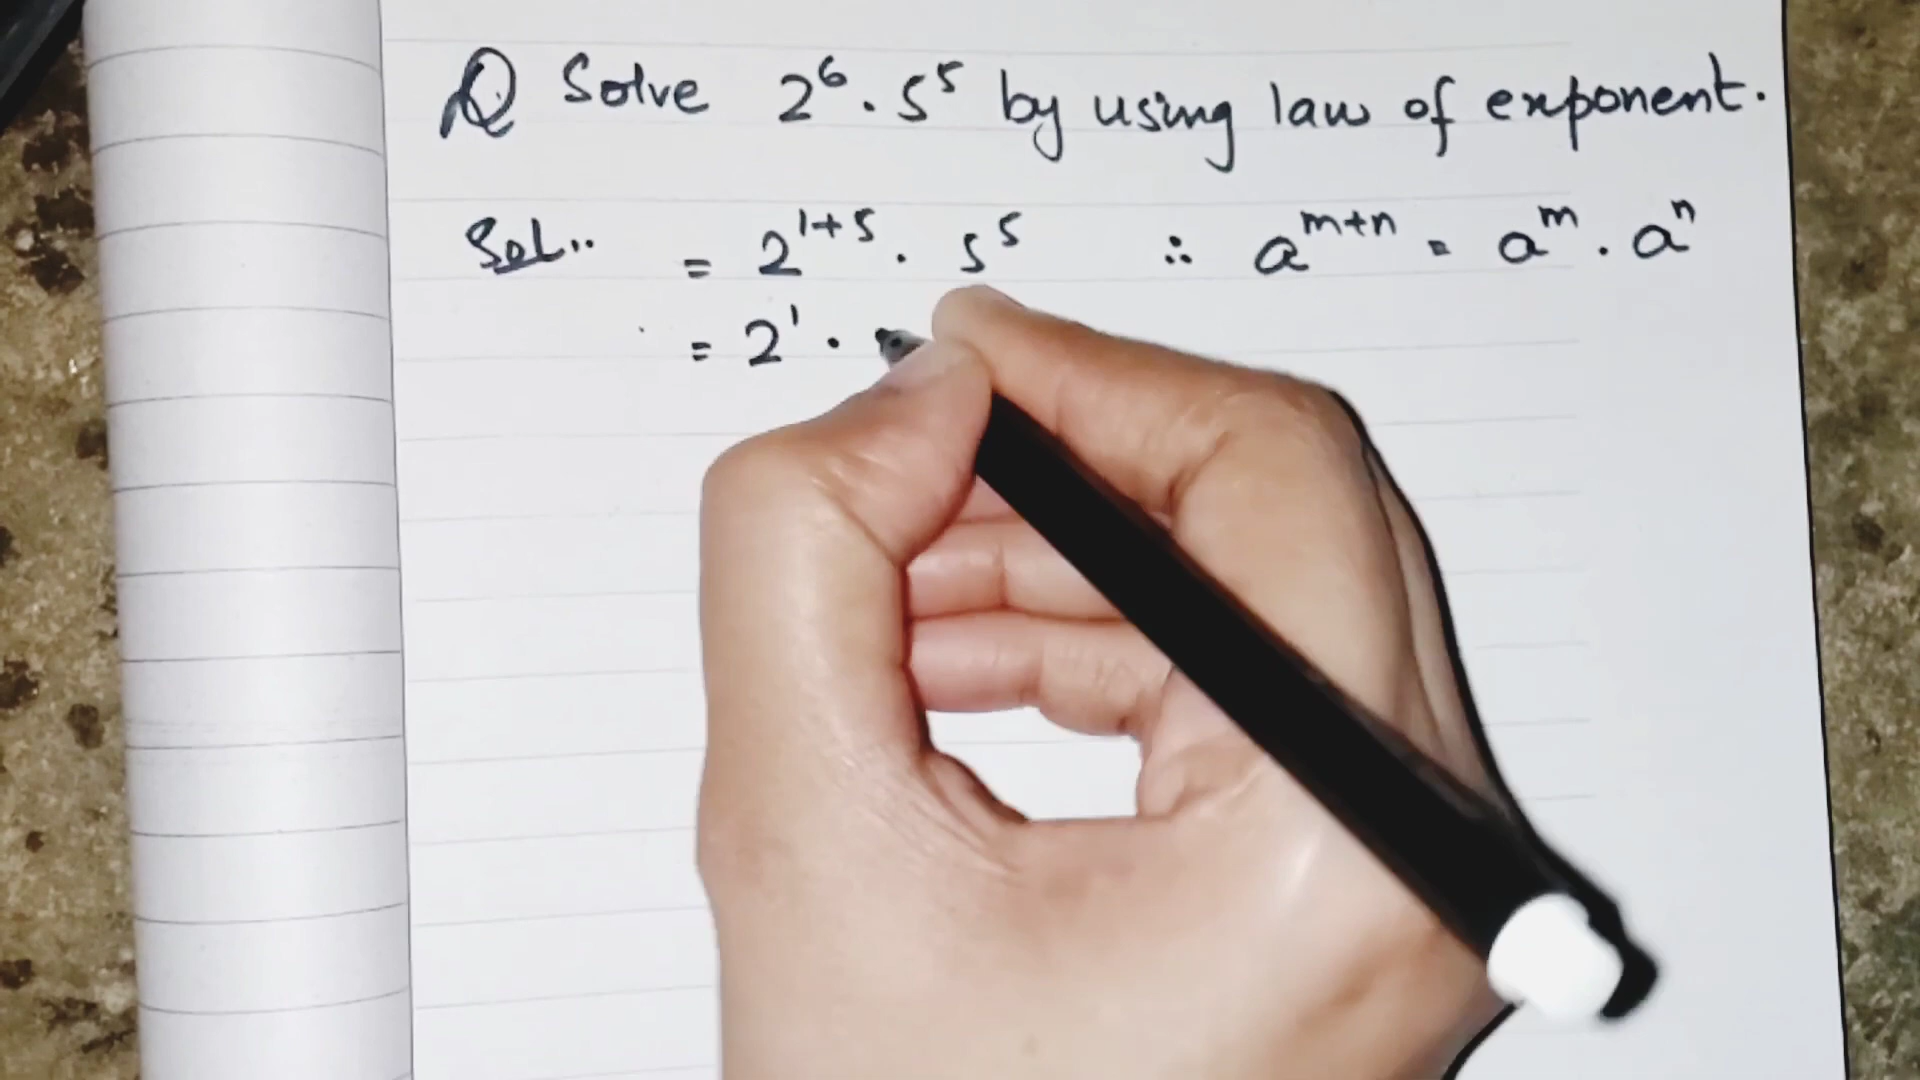 Q Solve 2⁶ · 5⁵ by using law of exponent.
Sol.. = 2¹⁺⁵ · 5⁵ ∴ aᵐ⁺ⁿ = aᵐ · aⁿ
= 2¹ ·